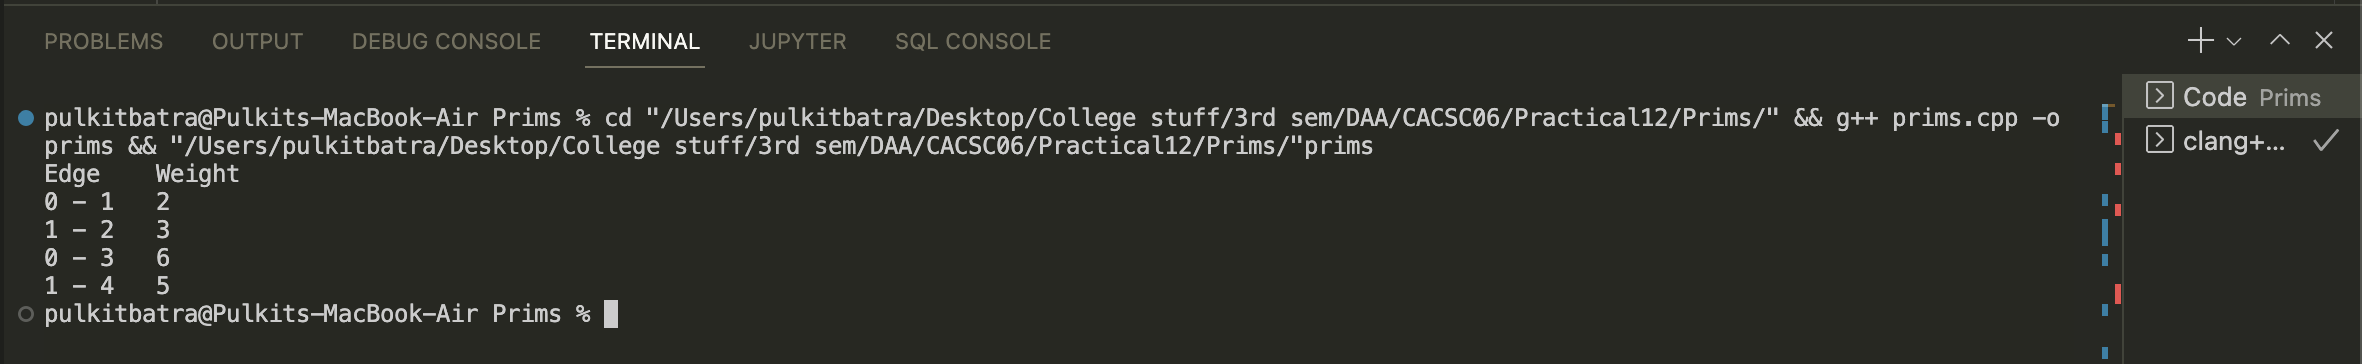 PROBLEMS OUTPUT DEBUG CONSOLE TERMINAL JUPYTER SQL CONSOLE
pulkitbatra@Pulkits-MacBook-Air Prims % cd "/Users/pulkitbatra/Desktop/College stuff/3rd sem/DAA/CACSC06/Practical12/Prims/" && g++ prims.cpp -o
prims && "/Users/pulkitbatra/Desktop/College stuff/3rd sem/DAA/CACSC06/Practical12/Prims/"prims
Edge Weight
0 - 1 2
1 - 2 3
0 - 3 6
1 - 4 5
pulkitbatra@Pulkits-MacBook-Air Prims %
Code Prims
clang+...